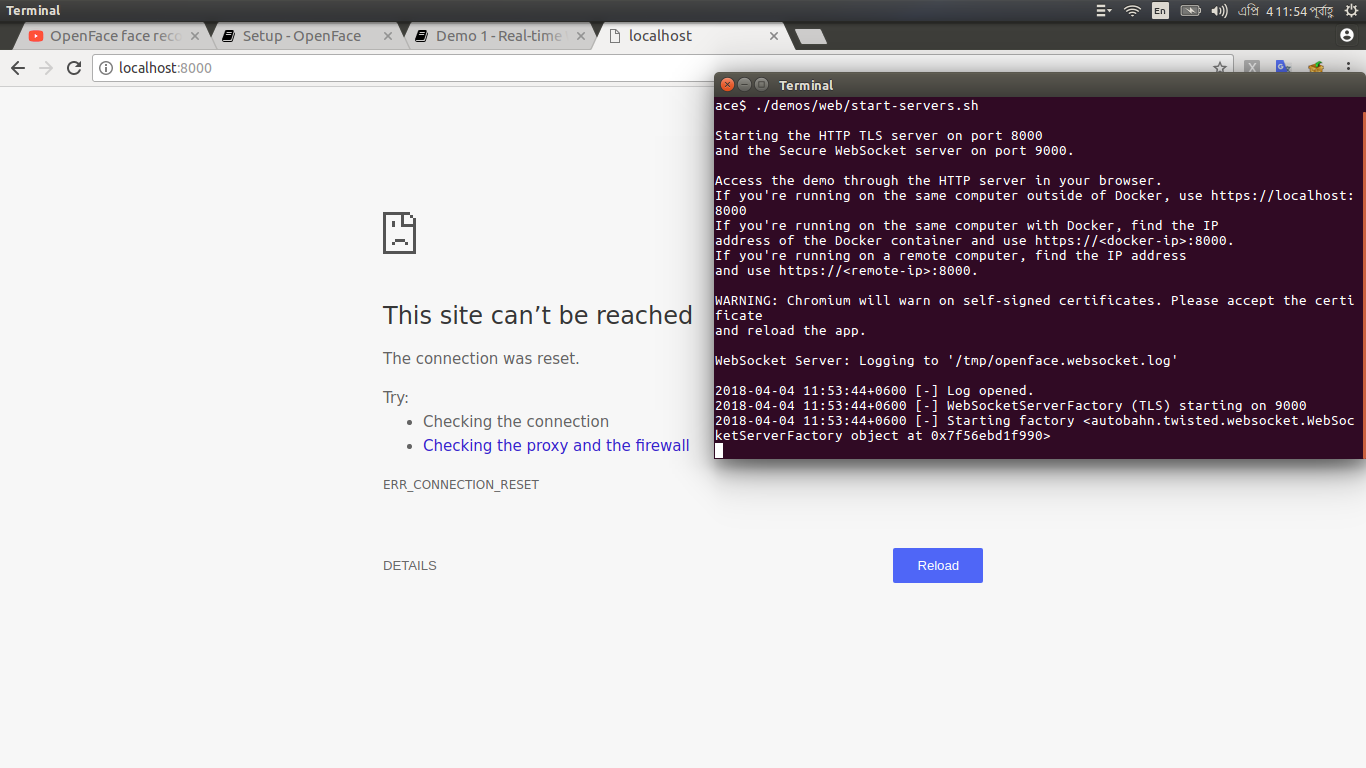 Terminal
En
এপ্রি 4 11:54 পূর্বাহ্ণ
OpenFace face reco
Setup - OpenFace
Demo 1 - Real-time
localhost
localhost:8000
Terminal
ace$ ./demos/web/start-servers.sh
Starting the HTTP TLS server on port 8000
and the Secure WebSocket server on port 9000.
Access the demo through the HTTP server in your browser.
If you're running on the same computer outside of Docker, use https://localhost:
8000
If you're running on the same computer with Docker, find the IP
address of the Docker container and use https://<docker-ip>:8000.
If you're running on a remote computer, find the IP address
and use https://<remote-ip>:8000.
WARNING: Chromium will warn on self-signed certificates. Please accept the certi
ficate
and reload the app.
WebSocket Server: Logging to '/tmp/openface.websocket.log'
2018-04-04 11:53:44+0600 [-] Log opened.
2018-04-04 11:53:44+0600 [-] WebSocketServerFactory (TLS) starting on 9000
2018-04-04 11:53:44+0600 [-] Starting factory <autobahn.twisted.websocket.WebSoc
ketServerFactory object at 0x7f56ebd1f990>
This site can’t be reached
The connection was reset.
Try:
• Checking the connection
• Checking the proxy and the firewall
ERR_CONNECTION_RESET
DETAILS
Reload